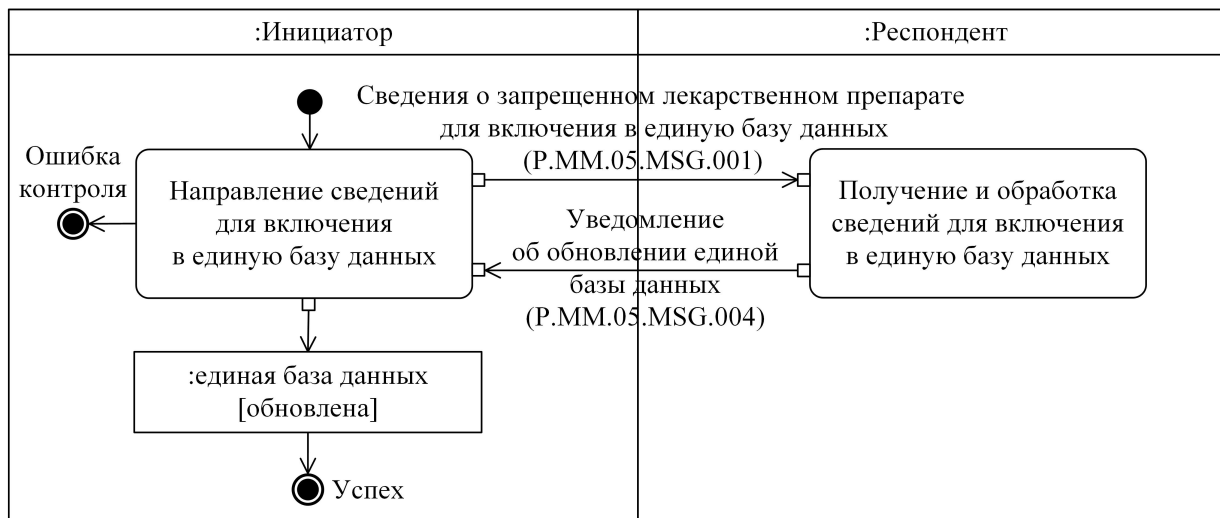 :Инициатор
:Респондент
Сведения о запрещенном лекарственном препарате
для включения в единую базу данных
(P.MM.05.MSG.001)
Ошибка
контроля
Направление сведений
для включения
в единую базу данных
Получение и обработка
сведений для включения
в единую базу данных
Уведомление
об обновлении единой
базы данных
(P.MM.05.MSG.004)
:единая база данных
[обновлена]
Успех